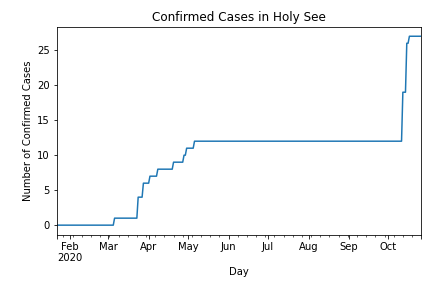 Confirmed Cases in Holy See
Number of Confirmed Cases
25
20
15
10
5
0
Feb Mar Apr May Jun Jul Aug Sep Oct
2020
Day